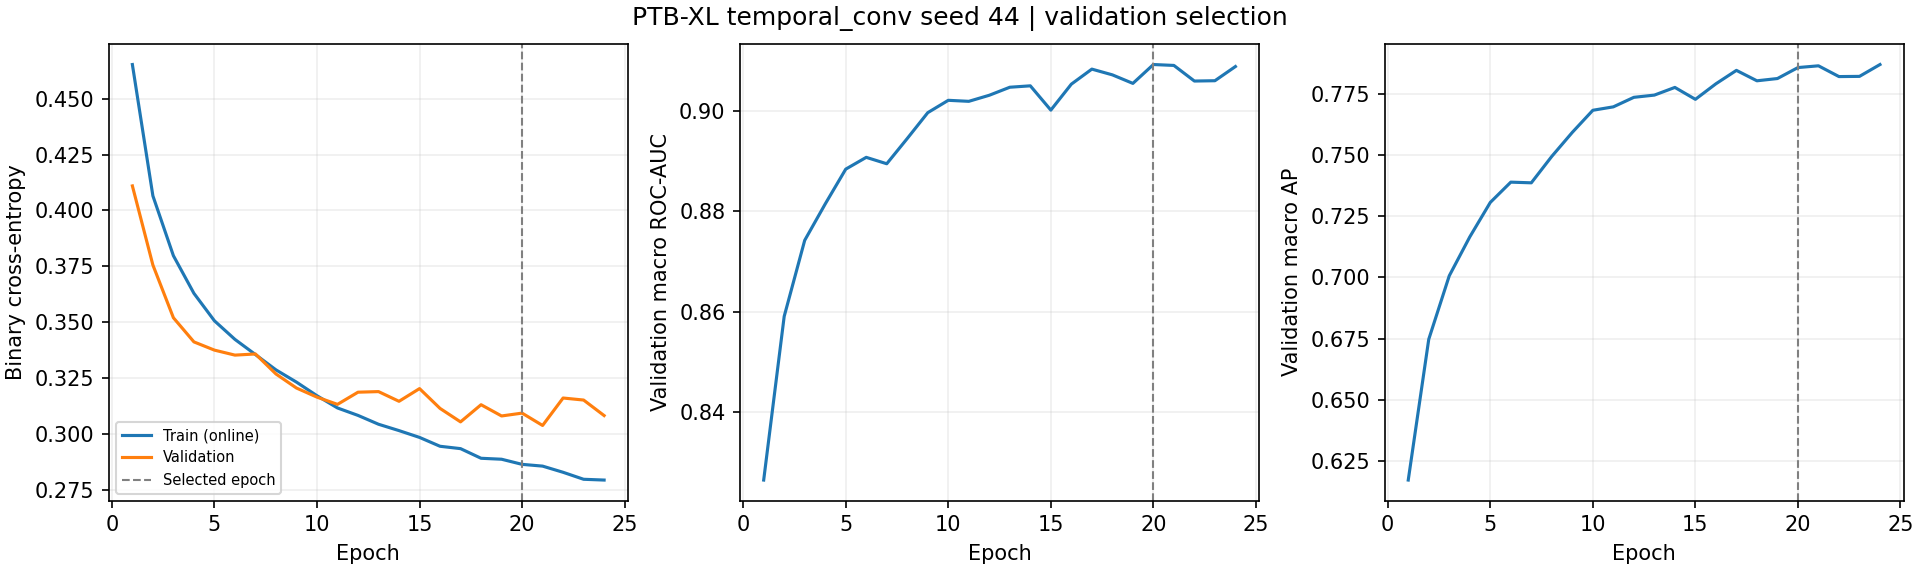 PTB-XL temporal_conv seed 44 | validation selection
Binary cross-entropy
0.450
0.425
0.400
0.375
0.350
0.325
0.300
0.275
Train (online)
Validation
Selected epoch
0 5 10 15 20 25
Epoch
Validation macro ROC-AUC
0.90
0.88
0.86
0.84
0 5 10 15 20 25
Epoch
Validation macro AP
0.775
0.750
0.725
0.700
0.675
0.650
0.625
0 5 10 15 20 25
Epoch